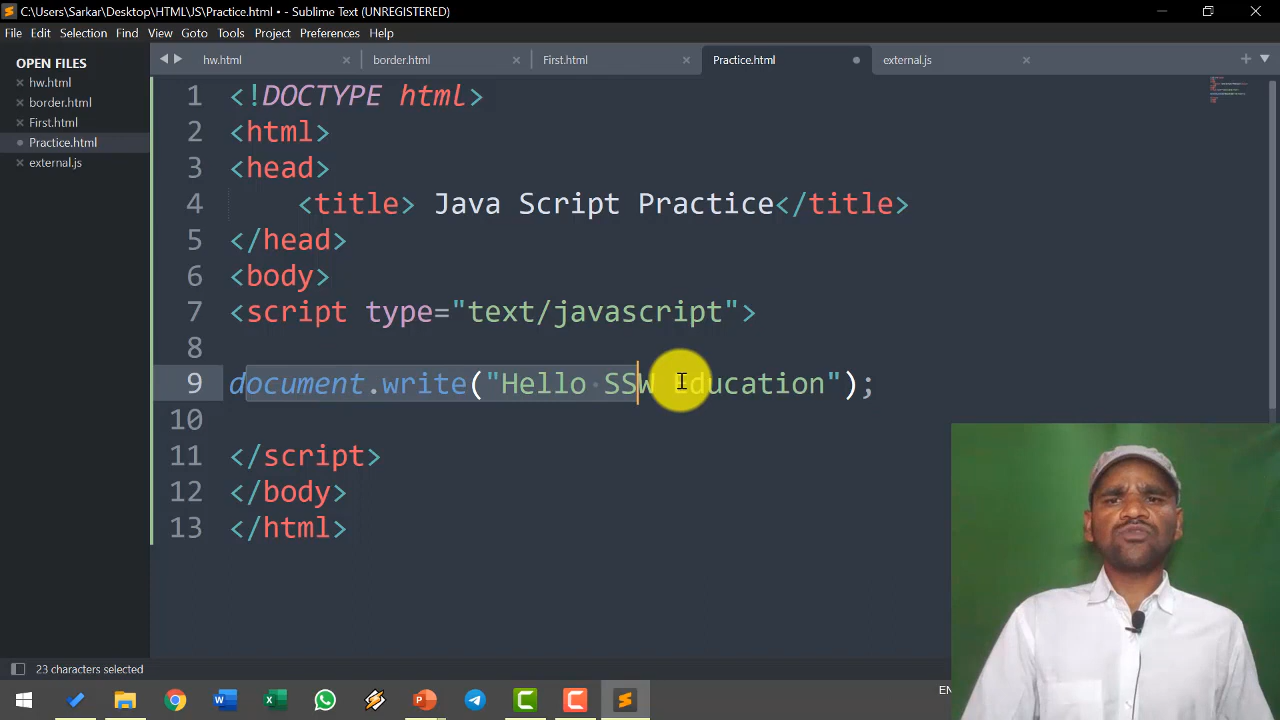 C:\Users\Sarkar\Desktop\HTML\JS\Practice.html • - Sublime Text (UNREGISTERED)
File Edit Selection Find View Goto Tools Project Preferences Help
OPEN FILES
hw.html
border.html
First.html
Practice.html
external.js
hw.html border.html First.html Practice.html external.js
1 <!DOCTYPE html>
2 <html>
3 <head>
4 <title> Java Script Practice</title>
5 </head>
6 <body>
7 <script type="text/javascript">
8
9 document.write("Hello SSW Education");
10
11 </script>
12 </body>
13 </html>
23 characters selected
EN